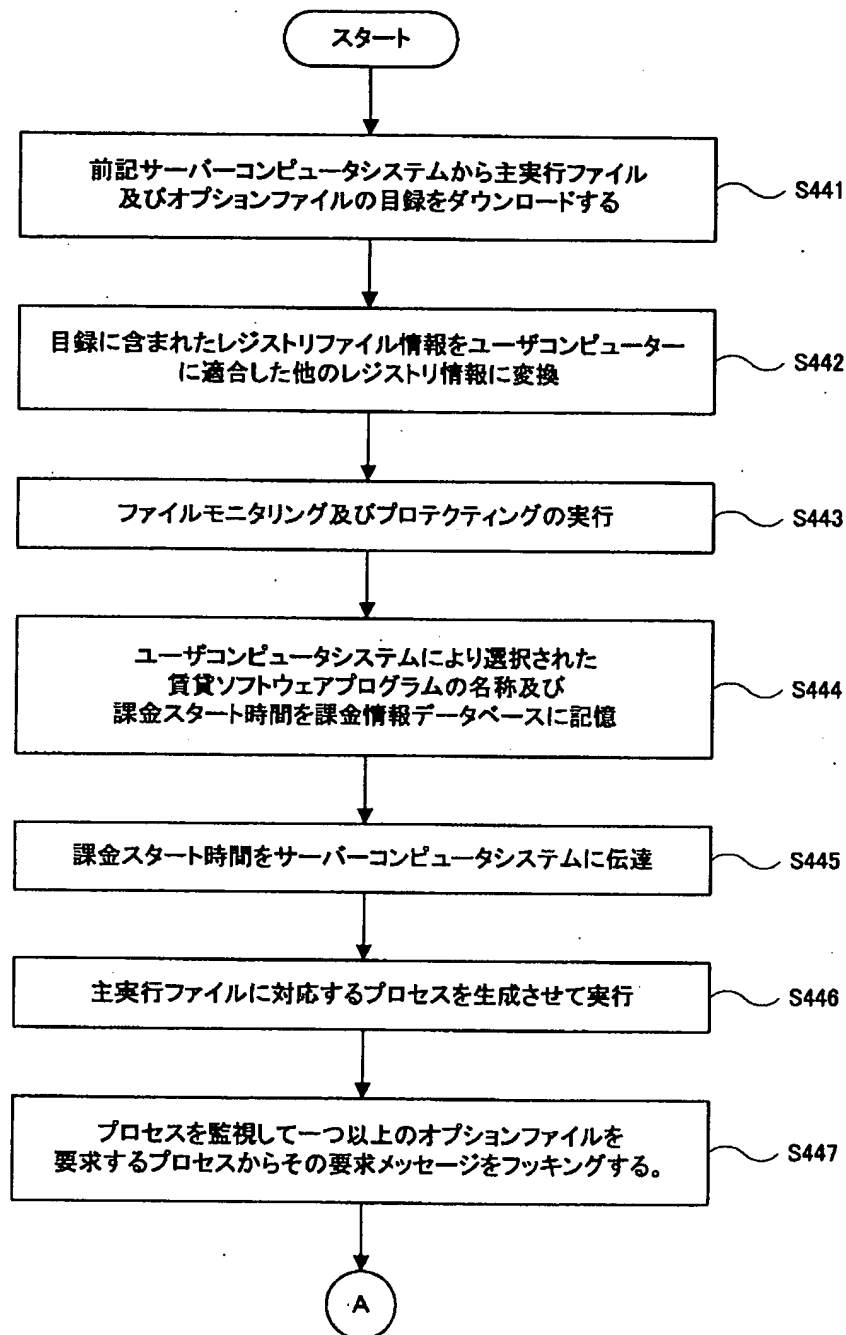 スタート
前記サーバーコンピュータシステムから主実行ファイル
及びオプションファイルの目録をダウンロードする
S441
目録に含まれたレジストリファイル情報をユーザコンピューター
に適合した他のレジストリ情報に変換
S442
ファイルモニタリング及びプロテクティングの実行
S443
ユーザコンピュータシステムにより選択された
賃貸ソフトウェアプログラムの名称及び
課金スタート時間を課金情報データベースに記憶
S444
課金スタート時間をサーバーコンピュータシステムに伝達
S445
主実行ファイルに対応するプロセスを生成させて実行
S446
プロセスを監視して一つ以上のオプションファイルを
要求するプロセスからその要求メッセージをフッキングする。
S447
A